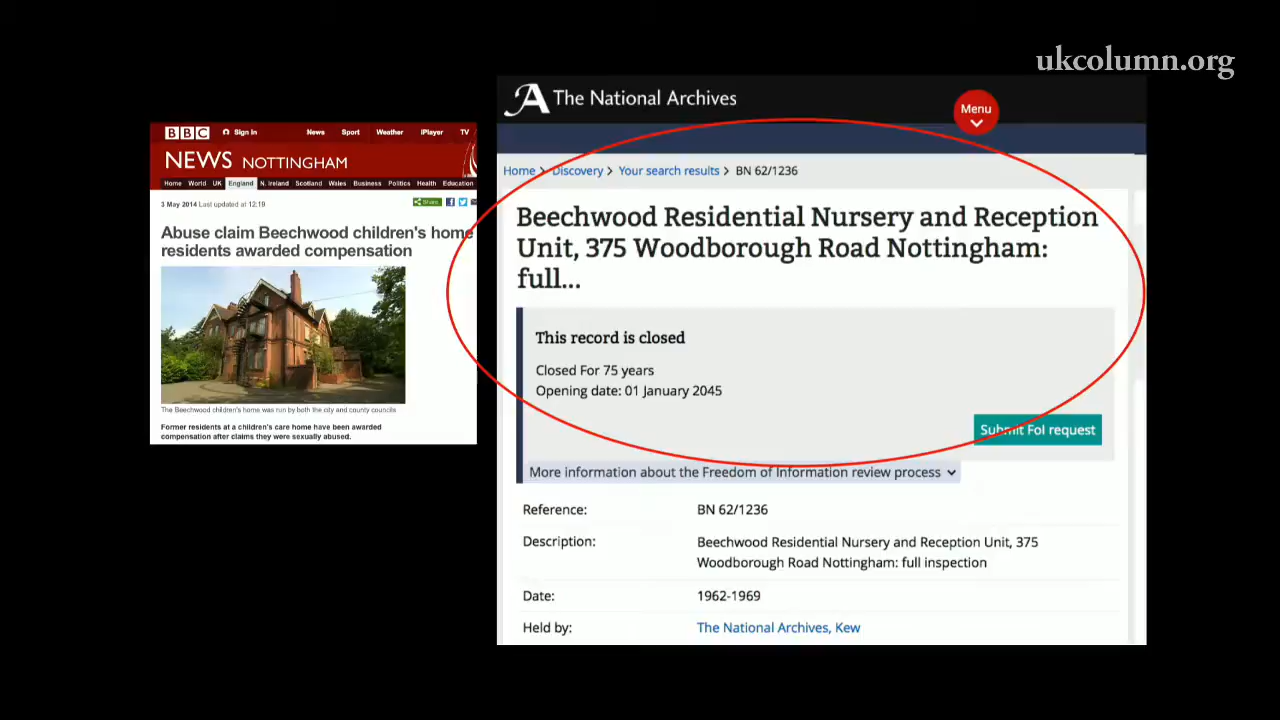 ukcolumn.org
BBC Sign In News Sport Weather iPlayer TV
NEWS NOTTINGHAM
Home World UK England N. Ireland Scotland Wales Business Politics Health Education
3 May 2014 Last updated at 12:19
Share
Abuse claim Beechwood children's home
residents awarded compensation
The Beechwood children's home was run by both the city and county councils
Former residents at a children's care home have been awarded
compensation after claims they were sexually abused.
The National Archives
Menu
Home > Discovery > Your search results > BN 62/1236
Beechwood Residential Nursery and Reception
Unit, 375 Woodborough Road Nottingham:
full...
This record is closed
Closed For 75 years
Opening date: 01 January 2045
Submit FoI request
More information about the Freedom of Information review process
Reference: BN 62/1236
Description: Beechwood Residential Nursery and Reception Unit, 375
Woodborough Road Nottingham: full inspection
Date: 1962-1969
Held by: The National Archives, Kew